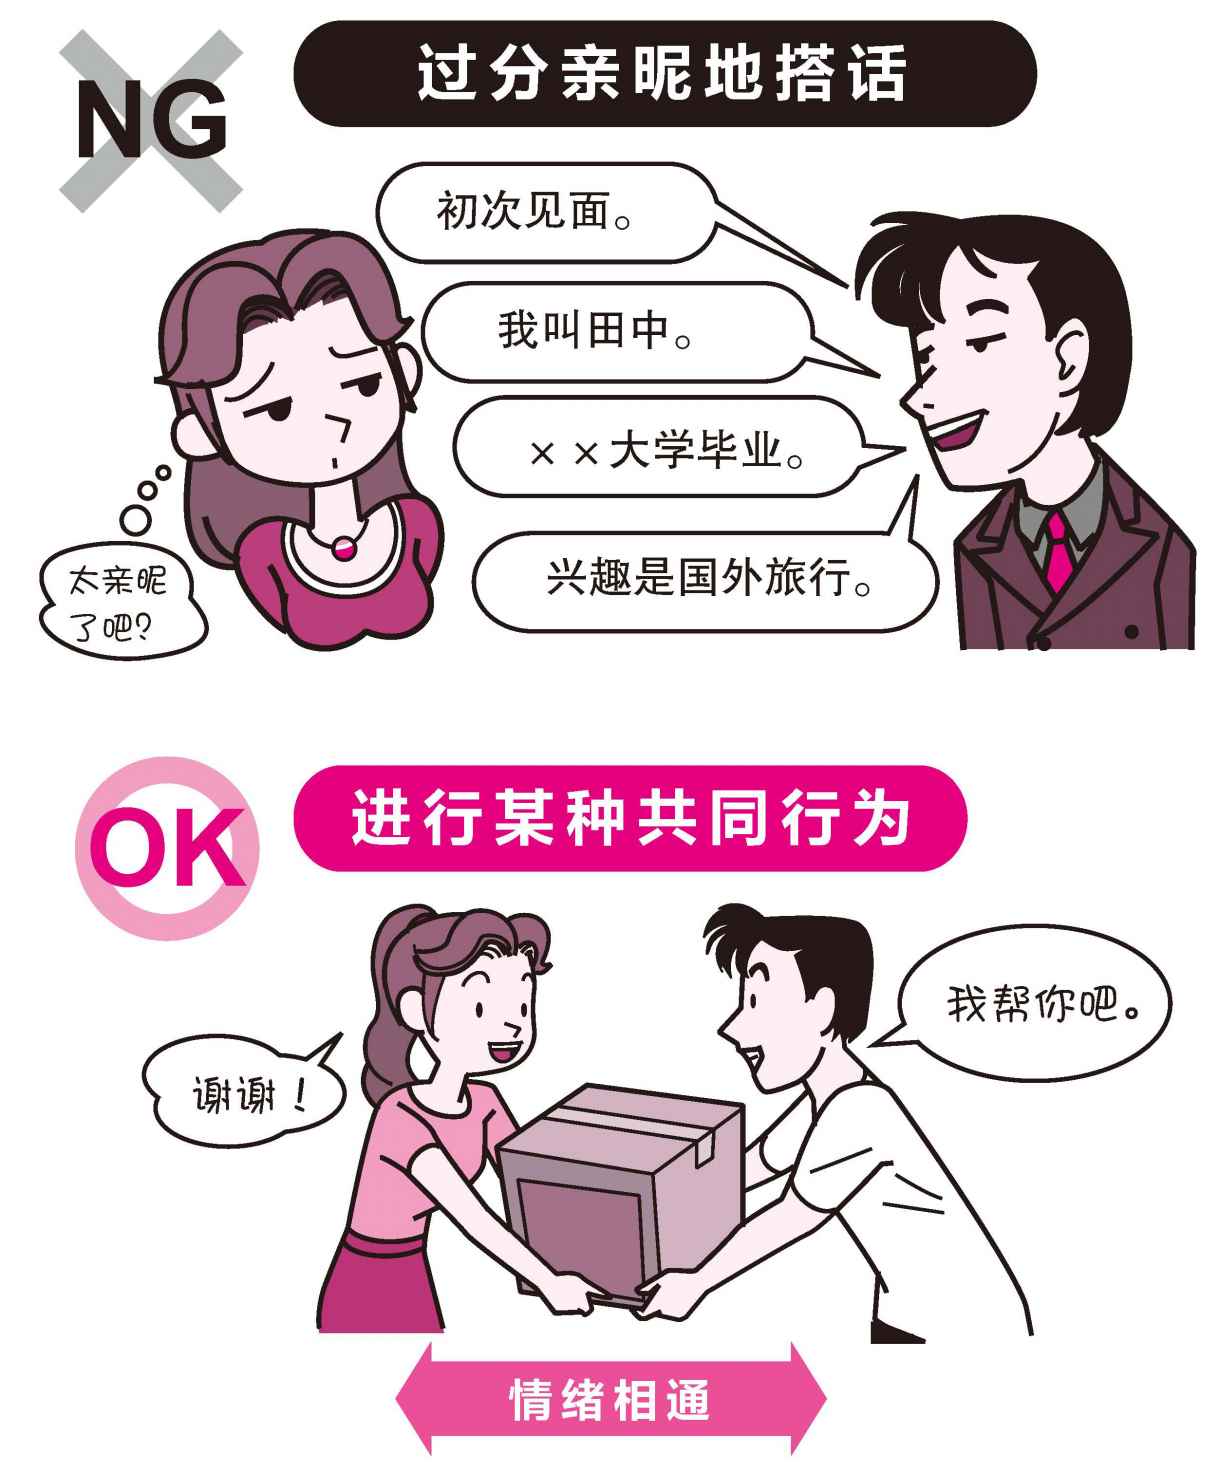 NG
过分亲昵地搭话
初次见面。
我叫田中。
××大学毕业。
兴趣是国外旅行。
太亲昵
了吧？
OK
进行某种共同行为
我帮你吧。
谢谢！
情绪相通